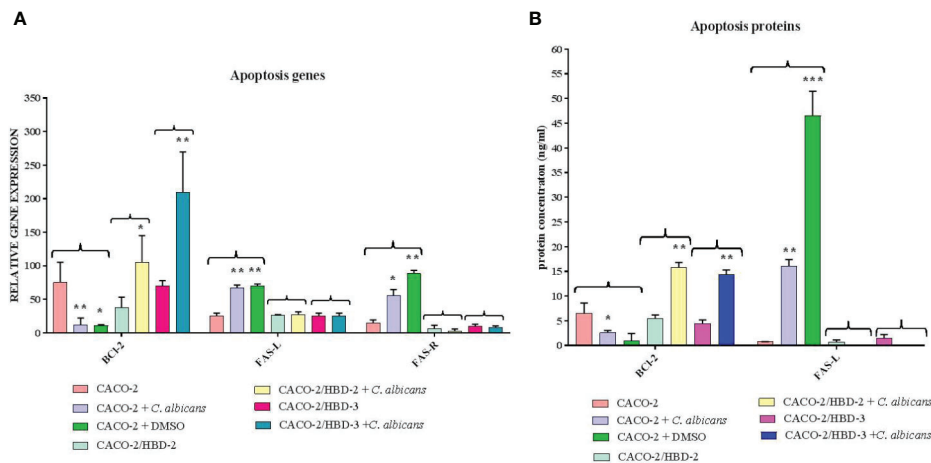 A
Apoptosis genes
RELATIVE GENE EXPRESSION
350
300
250
200
150
100
50
0
** * * ** ** ** * **
BCl-2 FAS-L FAS-R
CACO-2
CACO-2 + C. albicans
CACO-2 + DMSO
CACO-2/HBD-2
CACO-2/HBD-2 + C. albicans
CACO-2/HBD-3
CACO-2/HBD-3 +C. albicans
B
Apoptosis proteins
protein concentraton (ng/ml)
60
55
50
45
40
35
30
25
20
15
10
5
0
* ** ** ** ***
BCl-2 FAS-L
CACO-2
CACO-2 + C. albicans
CACO-2 + DMSO
CACO-2/HBD-2
CACO-2/HBD-2 + C. albicans
CACO-2/HBD-3
CACO-2/HBD-3 +C. albicans